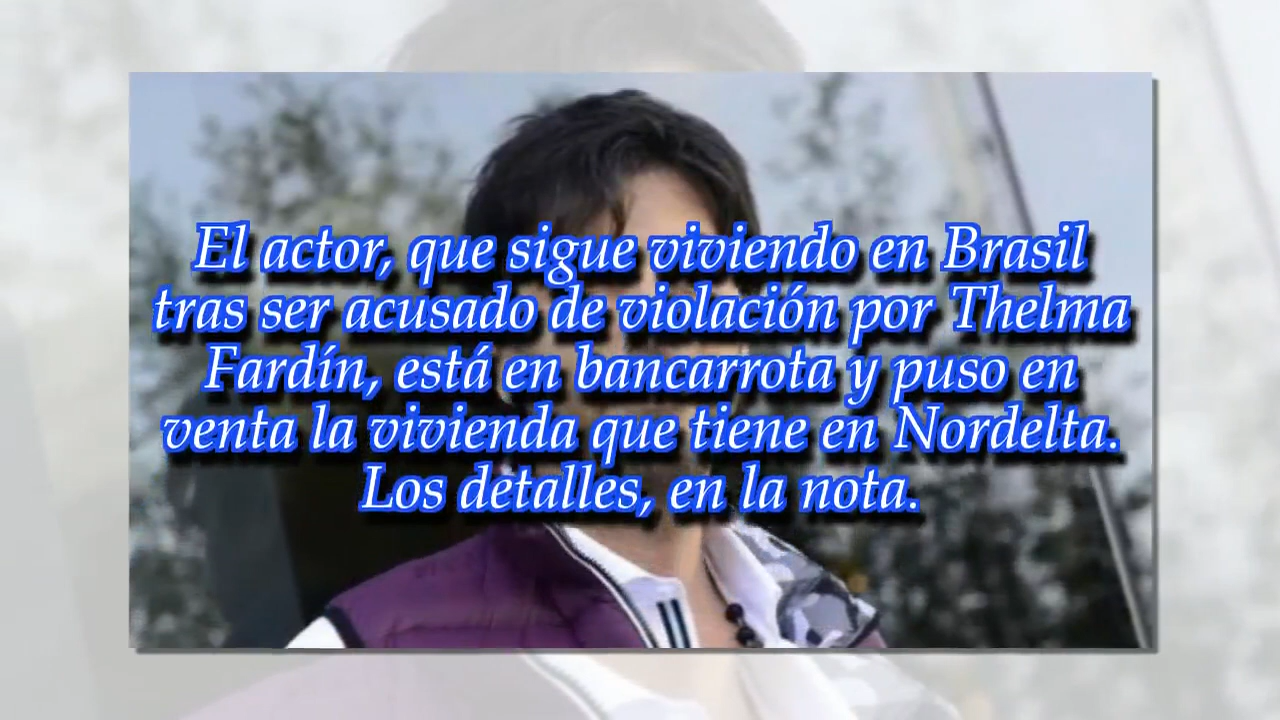 El actor, que sigue viviendo en Brasil
tras ser acusado de violación por Thelma
Fardín, está en bancarrota y puso en
venta la vivienda que tiene en Nordelta.
Los detalles, en la nota.